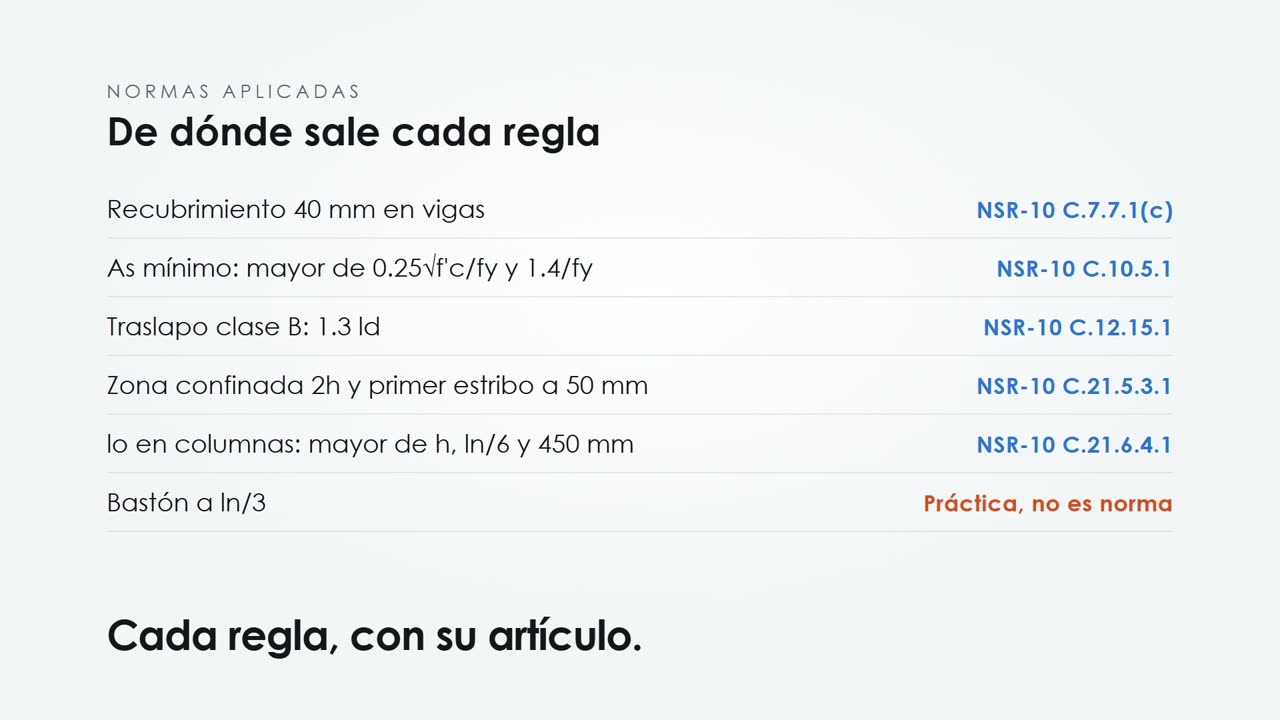 NORMAS APLICADAS
De dónde sale cada regla
Recubrimiento 40 mm en vigas NSR-10 C.7.7.1(c)
As mínimo: mayor de 0.25√f'c/fy y 1.4/fy NSR-10 C.10.5.1
Traslapo clase B: 1.3 ld NSR-10 C.12.15.1
Zona confinada 2h y primer estribo a 50 mm NSR-10 C.21.5.3.1
lo en columnas: mayor de h, ln/6 y 450 mm NSR-10 C.21.6.4.1
Bastón a ln/3 Práctica, no es norma
Cada regla, con su artículo.